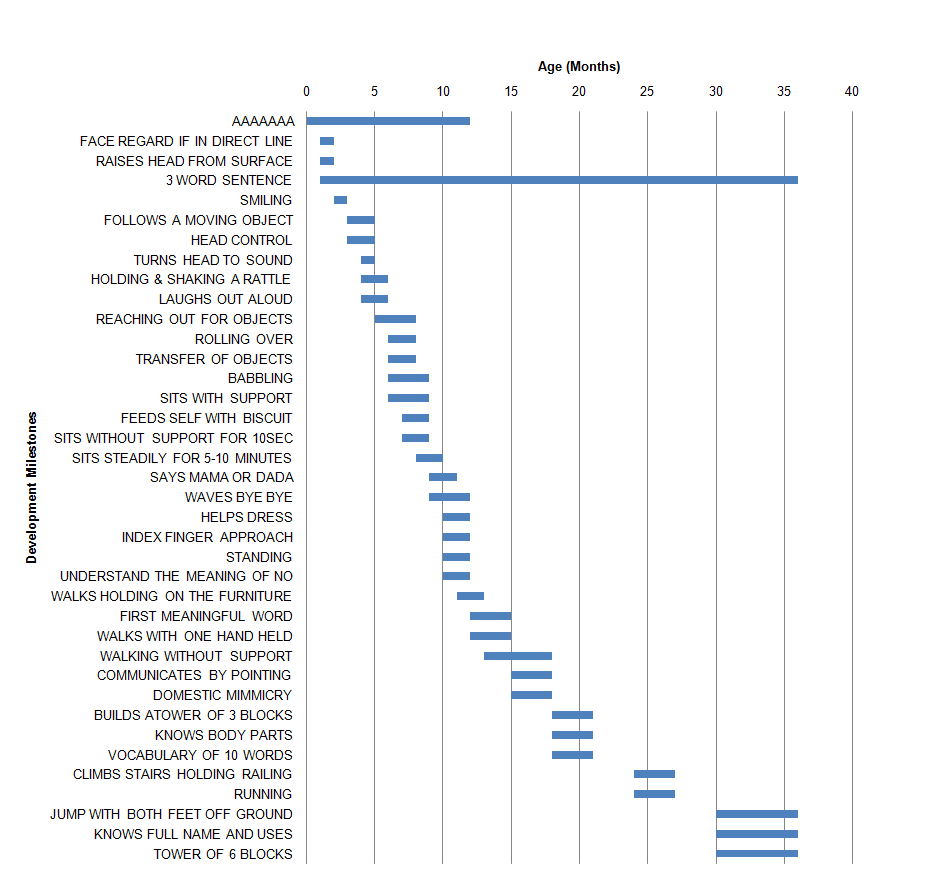 Age (Months)
0 5 10 15 20 25 30 35 40
Development Milestones
AAAAAAA
FACE REGARD IF IN DIRECT LINE
RAISES HEAD FROM SURFACE
3 WORD SENTENCE
SMILING
FOLLOWS A MOVING OBJECT
HEAD CONTROL
TURNS HEAD TO SOUND
HOLDING & SHAKING A RATTLE
LAUGHS OUT ALOUD
REACHING OUT FOR OBJECTS
ROLLING OVER
TRANSFER OF OBJECTS
BABBLING
SITS WITH SUPPORT
FEEDS SELF WITH BISCUIT
SITS WITHOUT SUPPORT FOR 10SEC
SITS STEADILY FOR 5-10 MINUTES
SAYS MAMA OR DADA
WAVES BYE BYE
HELPS DRESS
INDEX FINGER APPROACH
STANDING
UNDERSTAND THE MEANING OF NO
WALKS HOLDING ON THE FURNITURE
FIRST MEANINGFUL WORD
WALKS WITH ONE HAND HELD
WALKING WITHOUT SUPPORT
COMMUNICATES BY POINTING
DOMESTIC MIMMICRY
BUILDS ATOWER OF 3 BLOCKS
KNOWS BODY PARTS
VOCABULARY OF 10 WORDS
CLIMBS STAIRS HOLDING RAILING
RUNNING
JUMP WITH BOTH FEET OFF GROUND
KNOWS FULL NAME AND USES
TOWER OF 6 BLOCKS